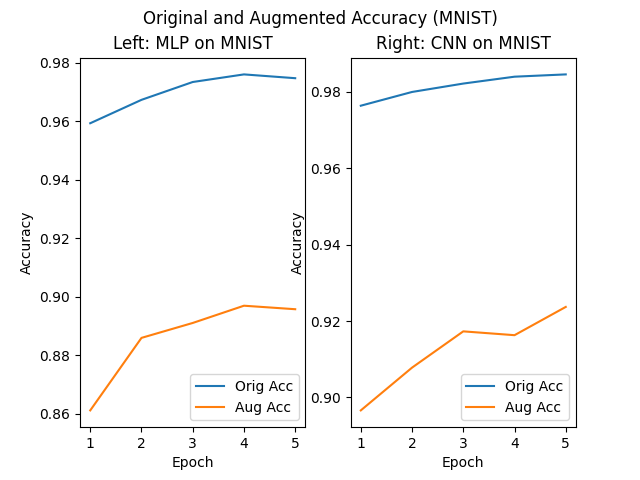 Original and Augmented Accuracy (MNIST)
Left: MLP on MNIST
Accuracy
0.98
0.96
0.94
0.92
0.90
0.88
0.86
Orig Acc
Aug Acc
1 2 3 4 5
Epoch
Right: CNN on MNIST
Accuracy
0.98
0.96
0.94
0.92
0.90
Orig Acc
Aug Acc
1 2 3 4 5
Epoch